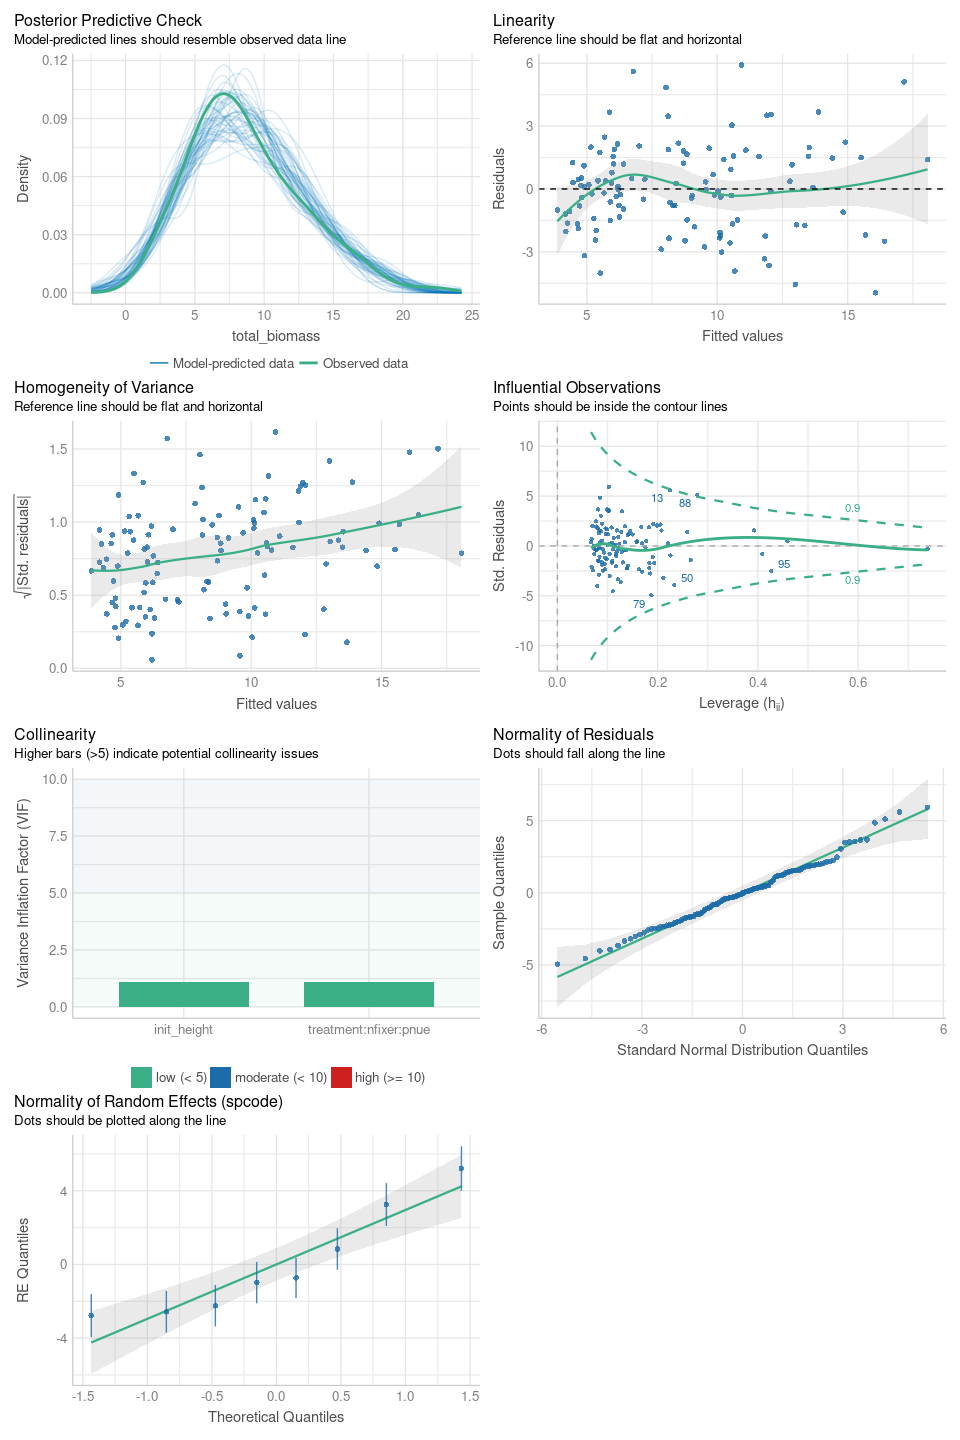 Posterior Predictive Check
Model-predicted lines should resemble observed data line
0.12
0.09
0.06
0.03
0.00
Density
0
5
10
15
20
25
total_biomass
Model-predicted data
Observed data
Linearity
Reference line should be flat and horizontal
6
3
0
-3
Residuals
5
10
15
Fitted values
Homogeneity of Variance
Reference line should be flat and horizontal
1.5
1.0
0.5
0.0
√|Std. residuals|
5
10
15
Fitted values
Influential Observations
Points should be inside the contour lines
10
5
0
-5
-10
Std. Residuals
13
88
0.9
95
50
0.9
79
0.0
0.2
0.4
0.6
Leverage (hii)
Collinearity
Higher bars (>5) indicate potential collinearity issues
10.0
7.5
5.0
2.5
0.0
Variance Inflation Factor (VIF)
init_height
treatment:nfixer:pnue
low (< 5)
moderate (< 10)
high (>= 10)
Normality of Residuals
Dots should fall along the line
5
0
-5
Sample Quantiles
-6
-3
0
3
6
Standard Normal Distribution Quantiles
Normality of Random Effects (spcode)
Dots should be plotted along the line
4
0
-4
RE Quantiles
-1.5
-1.0
-0.5
0.0
0.5
1.0
1.5
Theoretical Quantiles